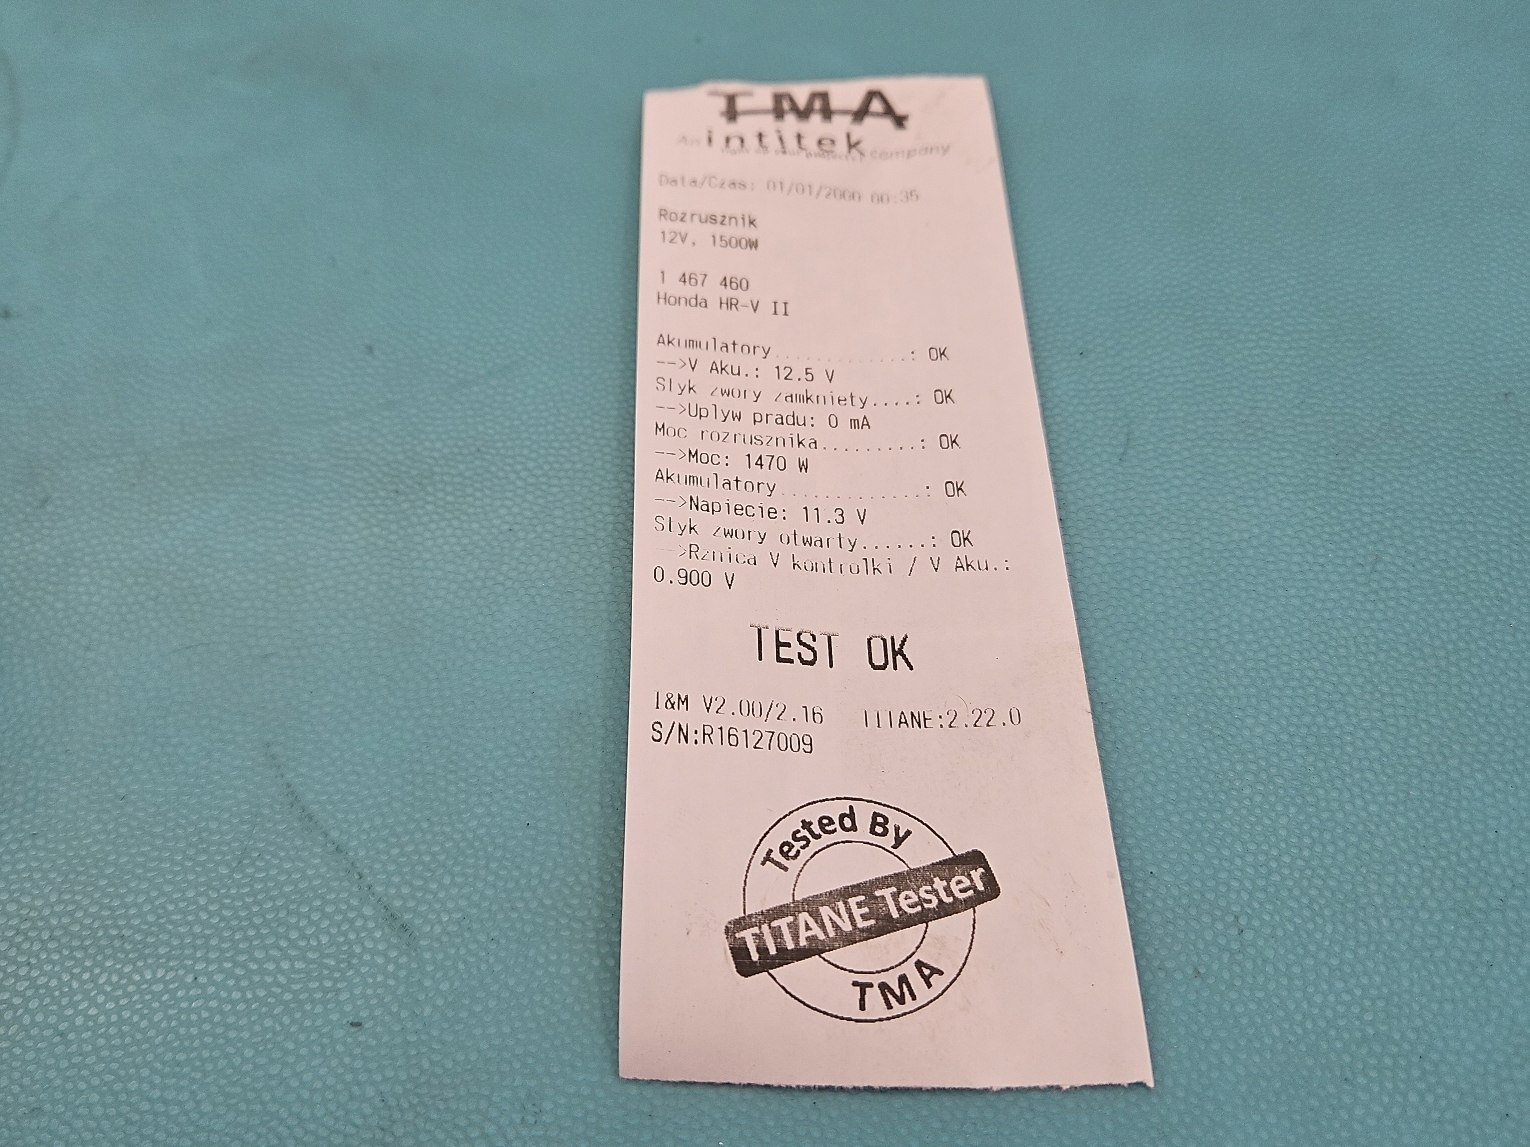 TMA
An intitek company
Data/Czas: 01/01/2000 00:35
Rozrusznik
12V, 1500W
1 467 460
Honda HR-V II
Akumulatory.............: OK
-->V Aku.: 12.5 V
Styk zwory zamkniety....: OK
-->Uplyw pradu: 0 mA
Moc rozrusznika.........: OK
-->Moc: 1470 W
Akumulatory.............: OK
-->Napiecie: 11.3 V
Styk zwory otwarty......: OK
-->Rznica V kontrolki / V Aku.:
0.900 V
TEST OK
I&M V2.00/2.16 TITANE:2.22.0
S/N:R16127009
Tested By
TITANE Tester
TMA